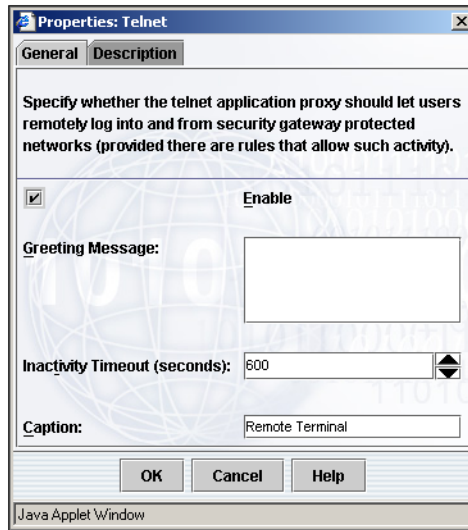 Properties: Telnet
General Description
Specify whether the telnet application proxy should let users
remotely log into and from security gateway protected
networks (provided there are rules that allow such activity).
Enable
Greeting Message:
Inactivity Timeout (seconds): 600
Caption: Remote Terminal
OK Cancel Help
Java Applet Window